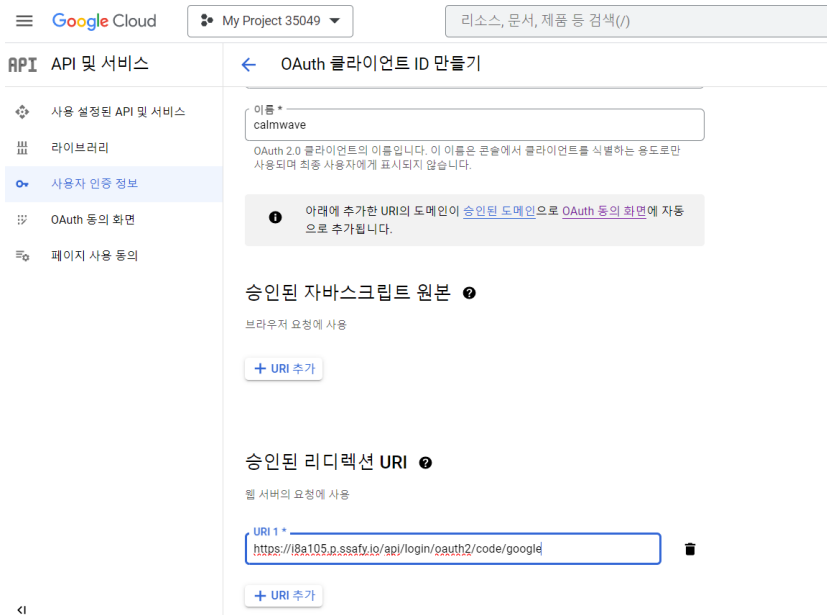 Google Cloud
My Project 35049
리소스, 문서, 제품 등 검색(/)
API API 및 서비스
OAuth 클라이언트 ID 만들기
사용 설정된 API 및 서비스
라이브러리
사용자 인증 정보
OAuth 동의 화면
페이지 사용 동의
이름 *
calmwave
OAuth 2.0 클라이언트의 이름입니다. 이 이름은 콘솔에서 클라이언트를 식별하는 용도로만
사용되며 최종 사용자에게 표시되지 않습니다.
아래에 추가한 URI의 도메인이 승인된 도메인으로 OAuth 동의 화면에 자동
으로 추가됩니다.
승인된 자바스크립트 원본
브라우저 요청에 사용
+ URI 추가
승인된 리디렉션 URI
웹 서버의 요청에 사용
URI 1 *
https://i8a105.p.ssafy.io/api/login/oauth2/code/google
+ URI 추가